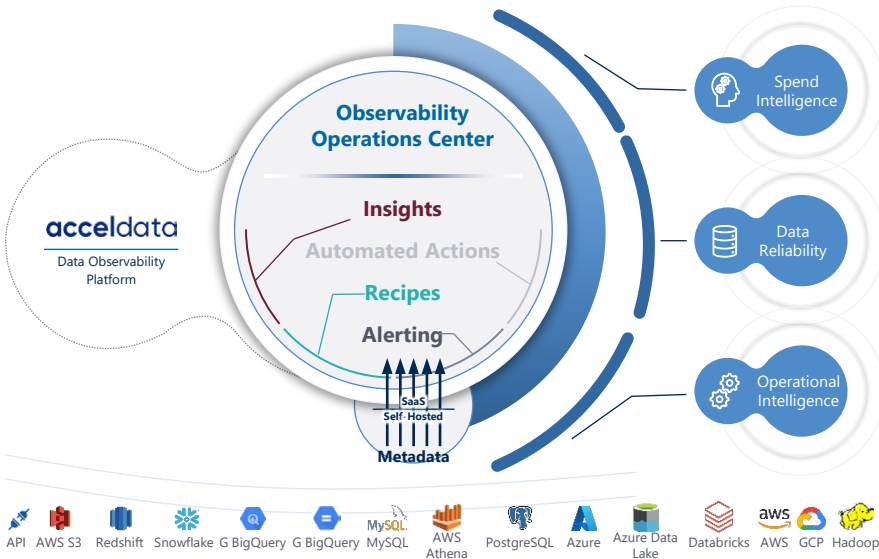 Observability
Operations Center
Insights
Automated Actions
Recipes
Alerting
SaaS
Self-Hosted
Metadata
acceldata
Data Observability
Platform
Spend
Intelligence
Data
Reliability
Operational
Intelligence
API
AWS S3
Redshift
Snowflake
G BigQuery
G BigQuery
MySQL
MySQL
AWS
Athena
PostgreSQL
Azure
Azure Data
Lake
Databricks
aws
AWS
GCP
Hadoop